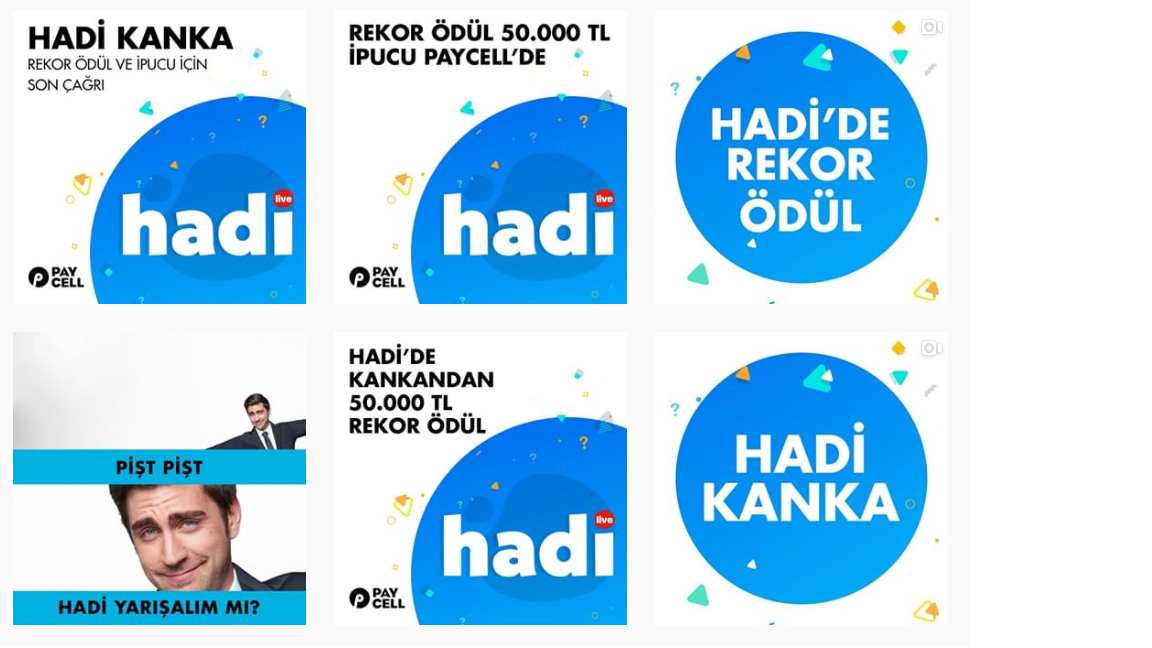 HADİ KANKA
REKOR ÖDÜL VE İPUCU İÇİN
SON ÇAĞRI
hadi
live
PAY
CELL
REKOR ÖDÜL 50.000 TL
İPUCU PAYCELL’DE
hadi
live
PAY
CELL
HADİ’DE
REKOR
ÖDÜL
PİŞT PİŞT
HADİ YARIŞALIM MI?
HADİ’DE
KANKANDAN
50.000 TL
REKOR ÖDÜL
hadi
live
PAY
CELL
HADİ
KANKA